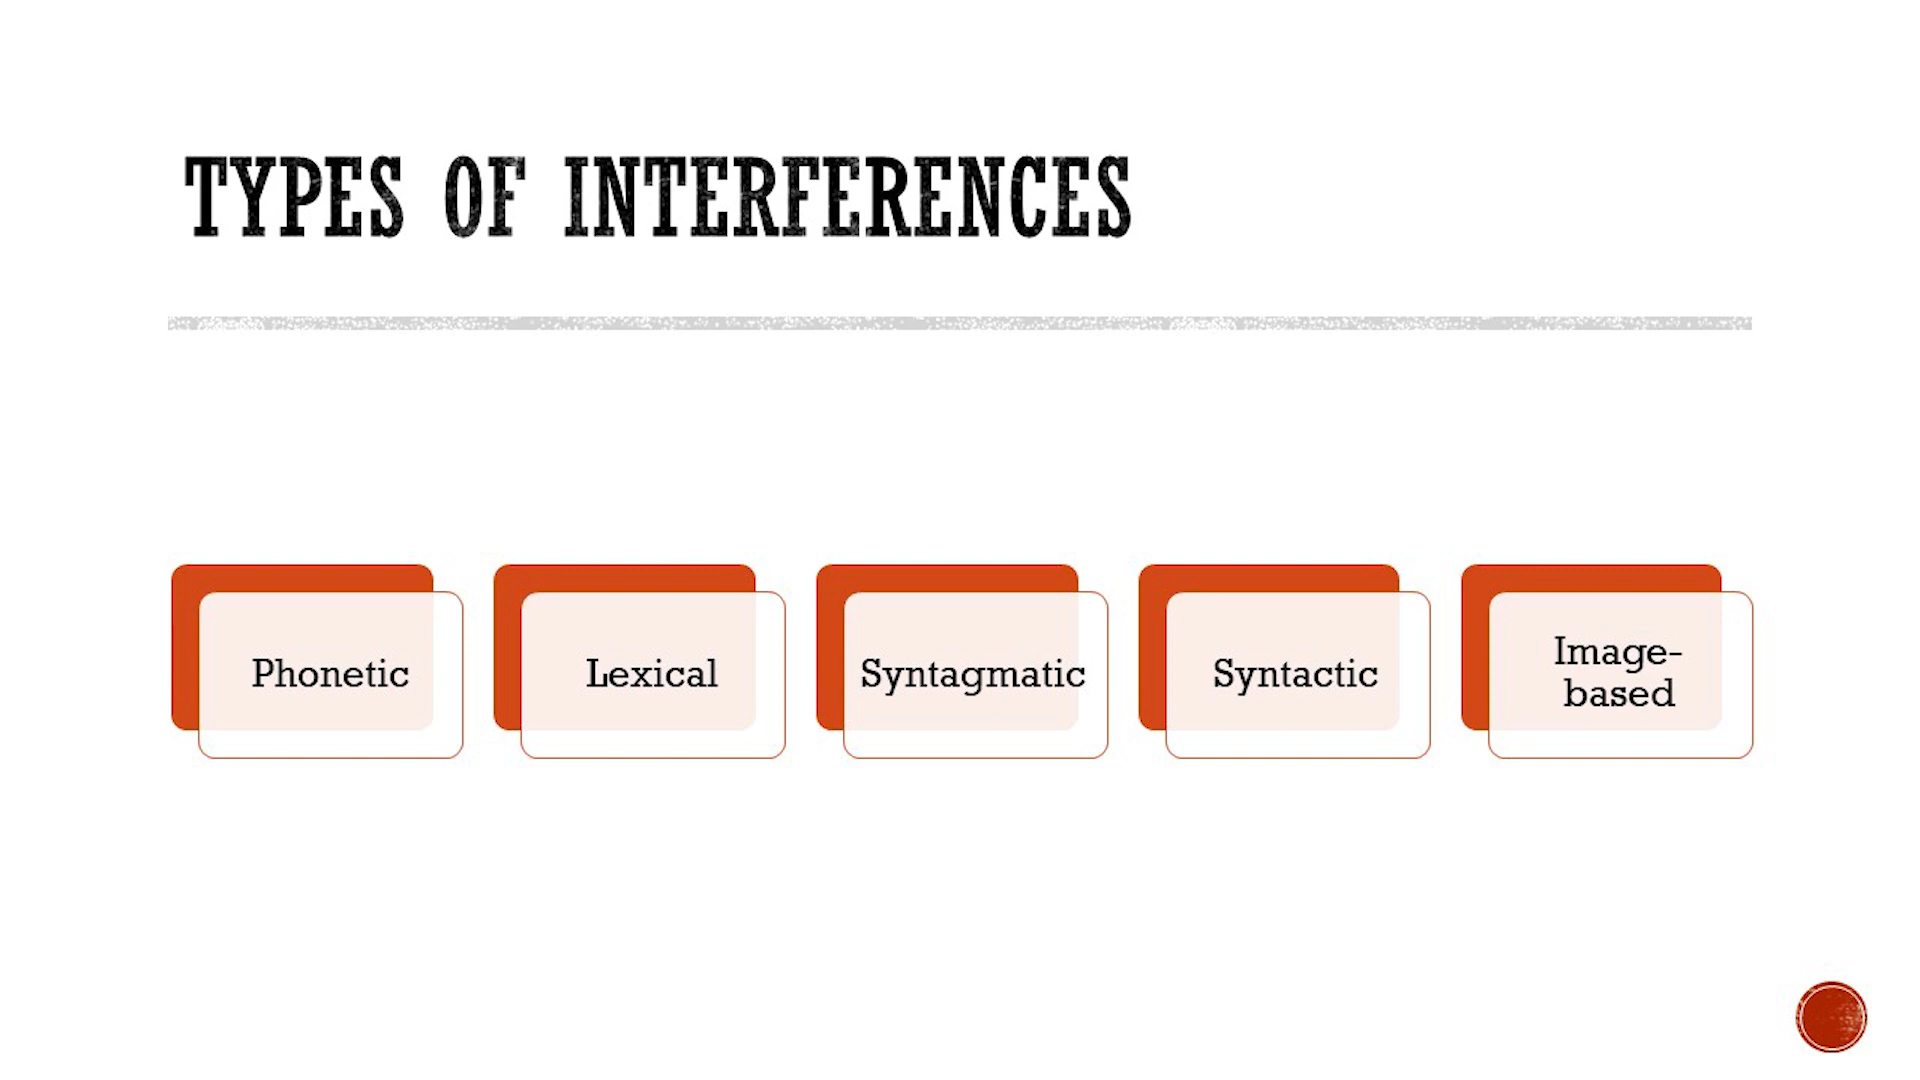 TYPES OF INTERFERENCES
Phonetic
Lexical
Syntagmatic
Syntactic
Image-
based